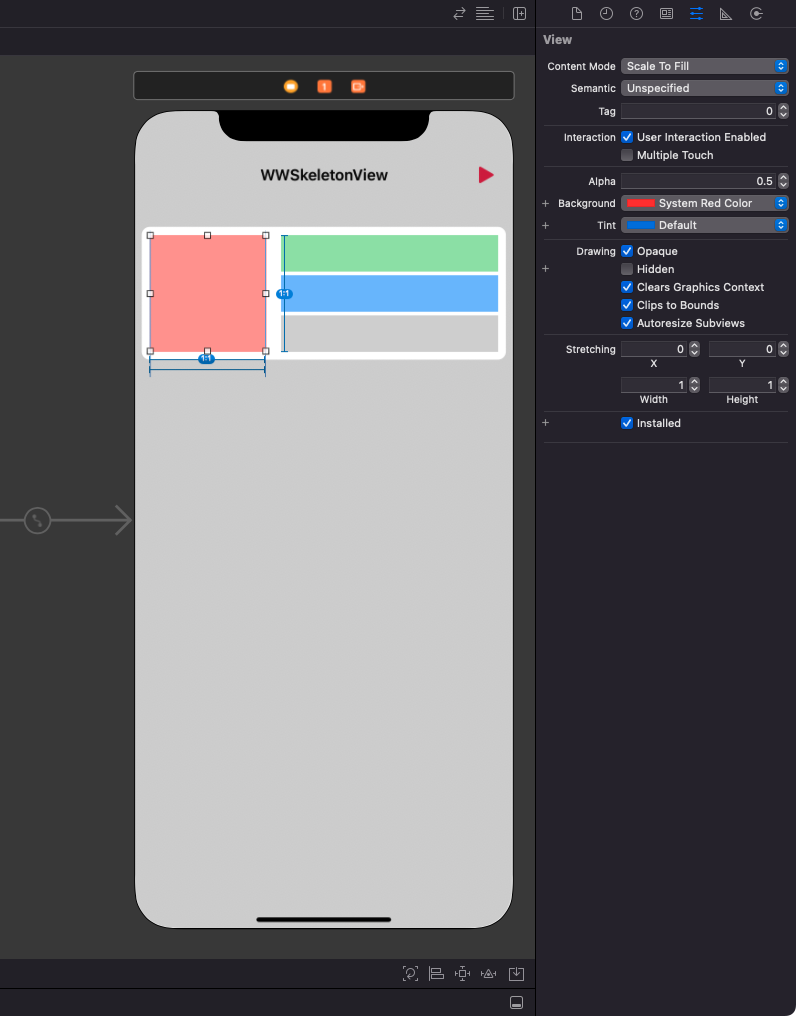 View
Content Mode Scale To Fill
Semantic Unspecified
Tag 0
Interaction User Interaction Enabled
Multiple Touch
Alpha 0.5
+ Background System Red Color
+ Tint Default
Drawing Opaque
+ Hidden
Clears Graphics Context
Clips to Bounds
Autoresize Subviews
Stretching 0 0
X Y
1 1
Width Height
+ Installed
1
WWSkeletonView
1:1
1:1